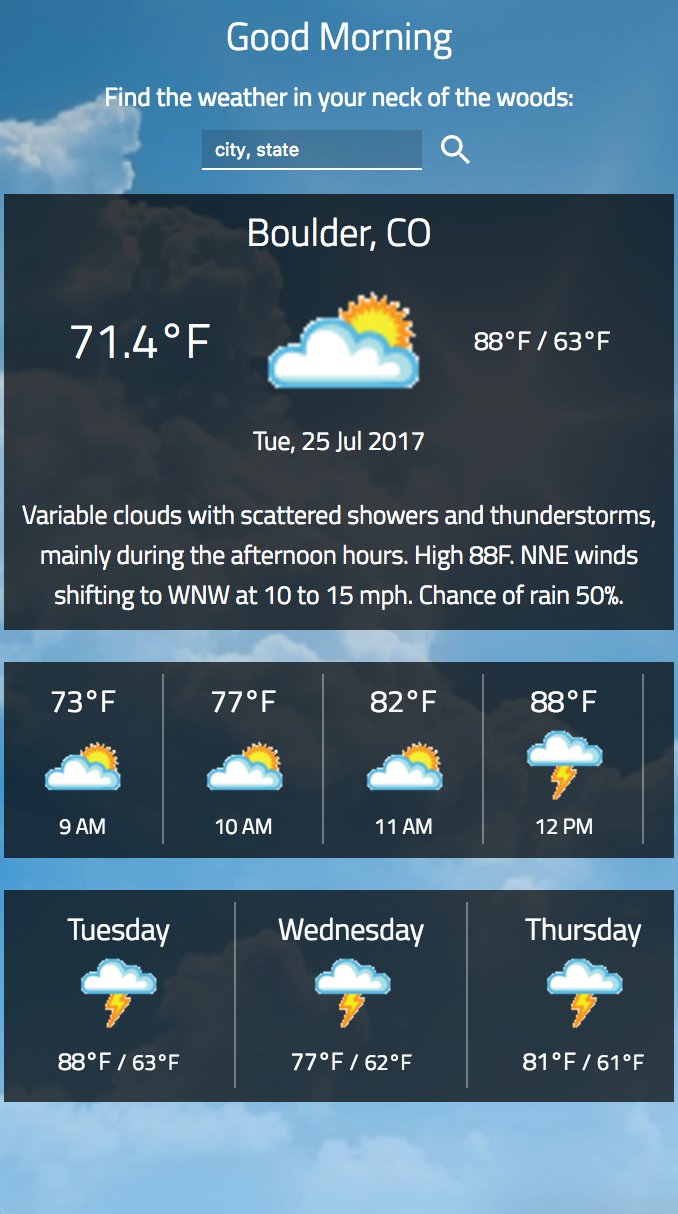 Good Morning
Find the weather in your neck of the woods:
city, state
Boulder, CO
71.4°F
88°F / 63°F
Tue, 25 Jul 2017
Variable clouds with scattered showers and thunderstorms,
mainly during the afternoon hours. High 88F. NNE winds
shifting to WNW at 10 to 15 mph. Chance of rain 50%.
73°F 77°F 82°F 88°F
9 AM 10 AM 11 AM 12 PM
Tuesday Wednesday Thursday
88°F / 63°F 77°F / 62°F 81°F / 61°F